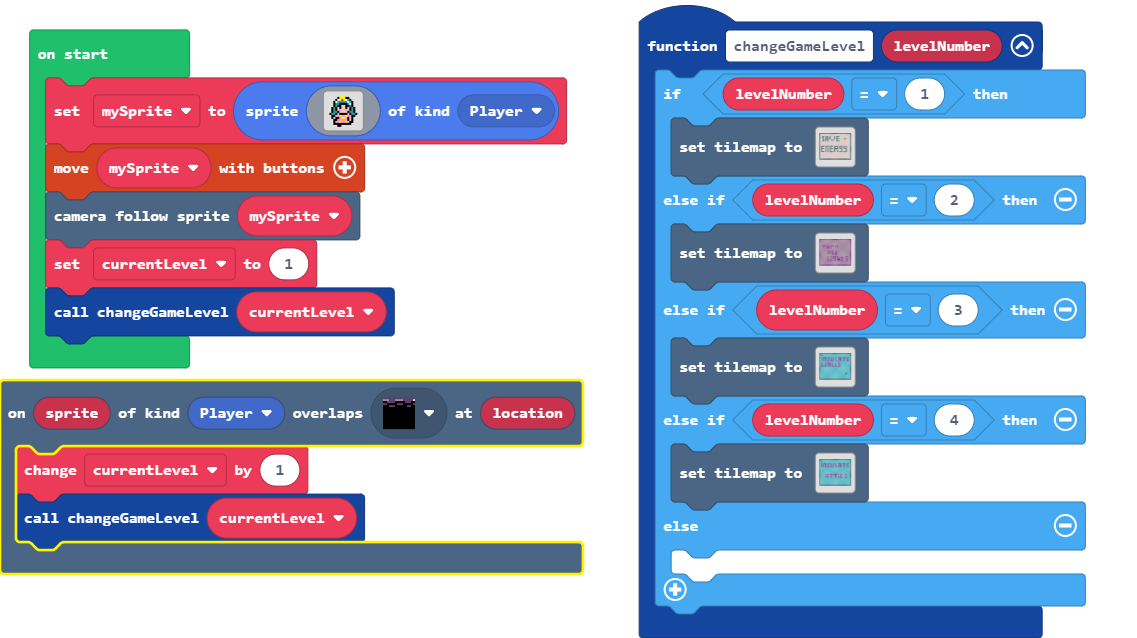 on start
set mySprite to sprite of kind Player
move mySprite with buttons
camera follow sprite mySprite
set currentLevel to 1
call changeGameLevel currentLevel
on sprite of kind Player overlaps at location
change currentLevel by 1
call changeGameLevel currentLevel
function changeGameLevel levelNumber
if levelNumber = 1 then
set tilemap to
else if levelNumber = 2 then
set tilemap to
else if levelNumber = 3 then
set tilemap to
else if levelNumber = 4 then
set tilemap to
else